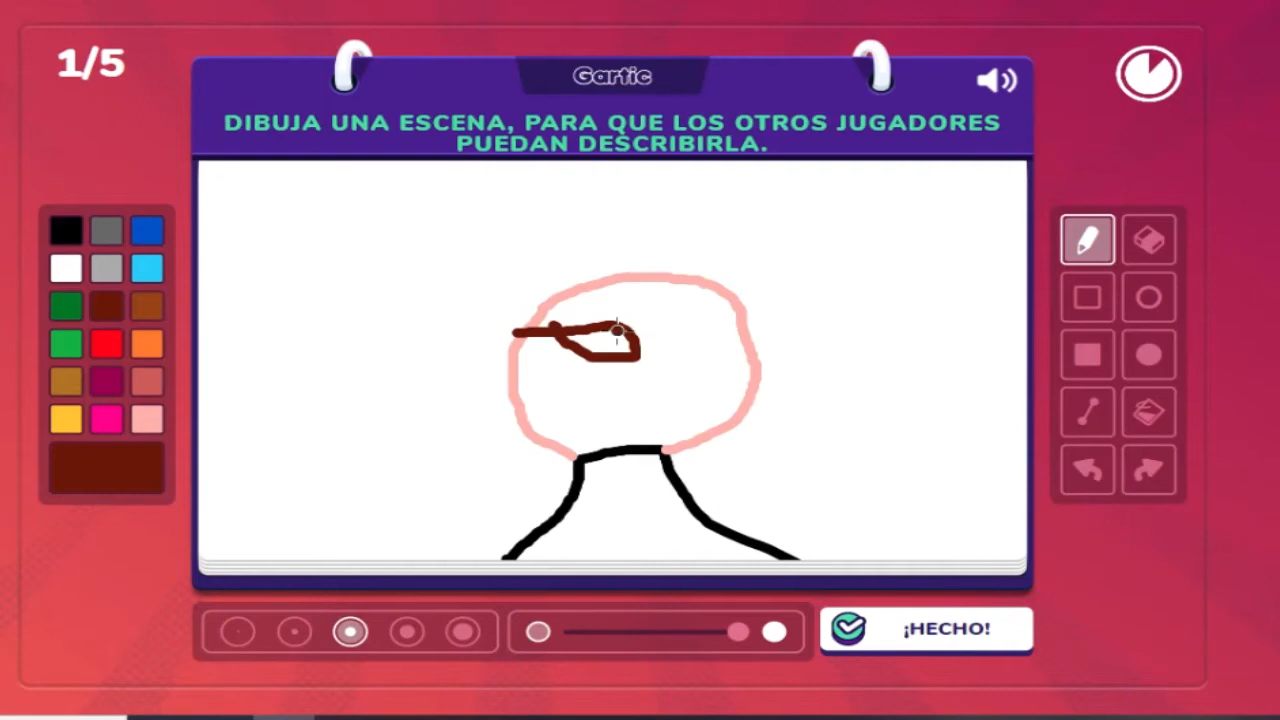 1/5
Gartic
DIBUJA UNA ESCENA, PARA QUE LOS OTROS JUGADORES
PUEDAN DESCRIBIRLA.
¡HECHO!